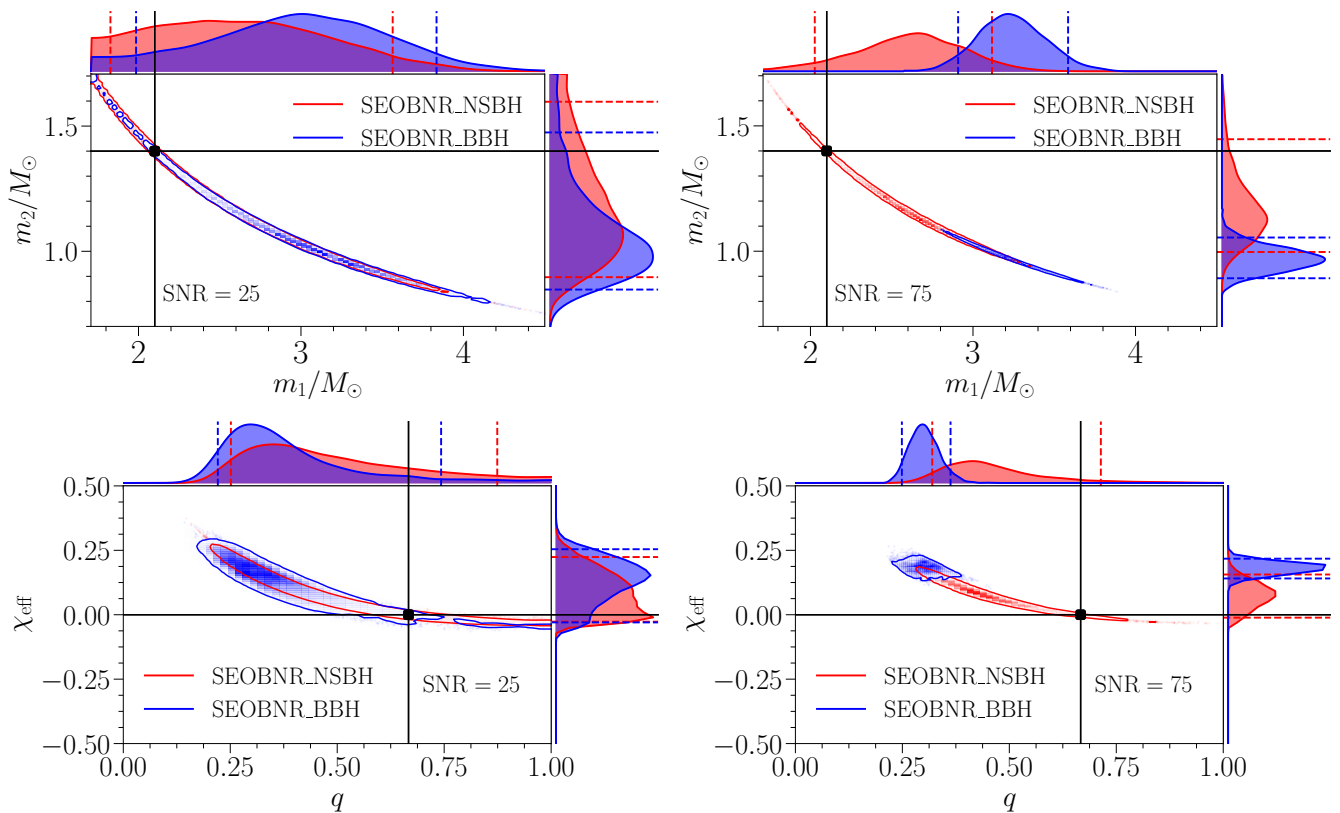 SEOBNR_NSBH
SEOBNR_BBH
1.5
1.0
m₂/M⊙
SNR = 25
2 3 4
m₁/M⊙
SEOBNR_NSBH
SEOBNR_BBH
1.5
1.0
m₂/M⊙
SNR = 75
2 3 4
m₁/M⊙
0.50
0.25
0.00
−0.25
−0.50
χeff
SEOBNR_NSBH
SEOBNR_BBH
SNR = 25
0.00 0.25 0.50 0.75 1.00
q
0.50
0.25
0.00
−0.25
−0.50
χeff
SEOBNR_NSBH
SEOBNR_BBH
SNR = 75
0.00 0.25 0.50 0.75 1.00
q